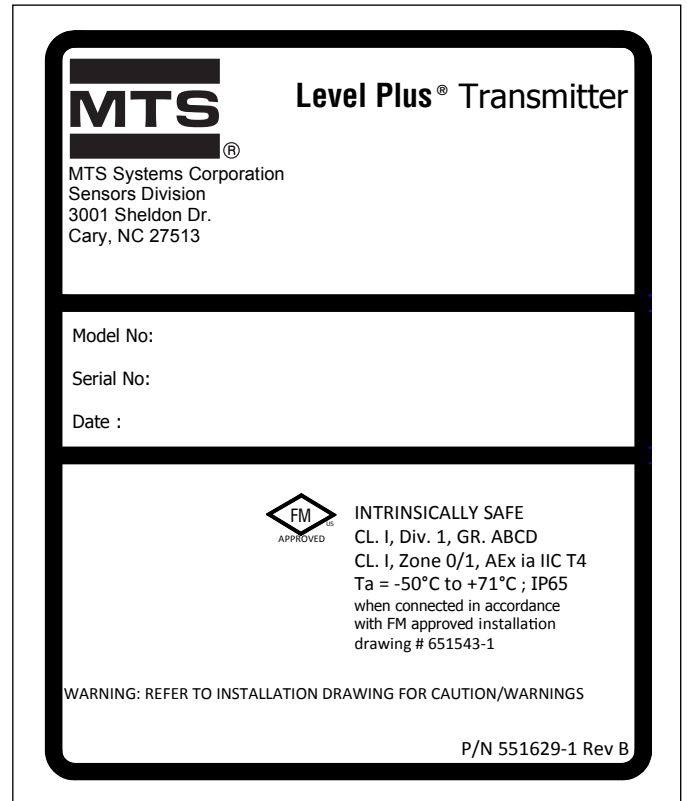 MTS
®
Level Plus® Transmitter
MTS Systems Corporation
Sensors Division
3001 Sheldon Dr.
Cary, NC 27513
Model No:
Serial No:
Date :
FM
us
APPROVED
INTRINSICALLY SAFE
CL. I, Div. 1, GR. ABCD
CL. I, Zone 0/1, AEx ia IIC T4
Ta = -50°C to +71°C ; IP65
when connected in accordance
with FM approved installation
drawing # 651543-1
WARNING: REFER TO INSTALLATION DRAWING FOR CAUTION/WARNINGS
P/N 551629-1 Rev B